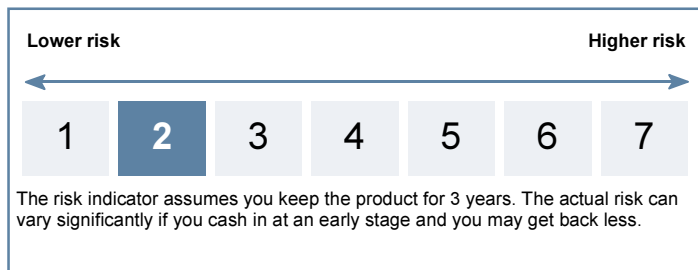 Lower risk Higher risk
1 2 3 4 5 6 7
The risk indicator assumes you keep the product for 3 years. The actual risk can
vary significantly if you cash in at an early stage and you may get back less.